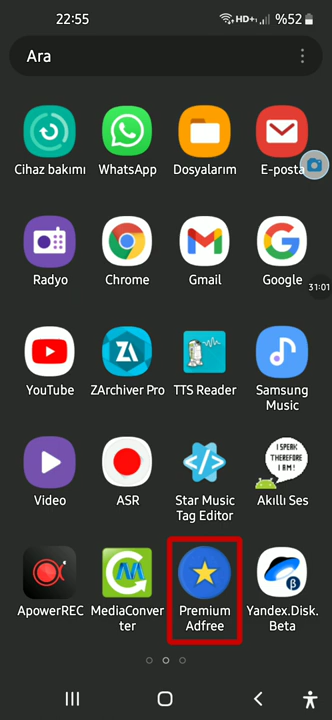 22:55
HD+ %52
Ara
Cihaz bakımı
WhatsApp
Dosyalarım
E-posta
Radyo
Chrome
Gmail
Google
31:01
YouTube
ZArchiver Pro
TTS Reader
Samsung
Music
Video
ASR
Star Music
Tag Editor
I SPEAK
THEREFORE
I AM!
Akıllı Ses
ApowerREC
MediaConver
ter
Premium
Adfree
β
Yandex.Disk.
Beta